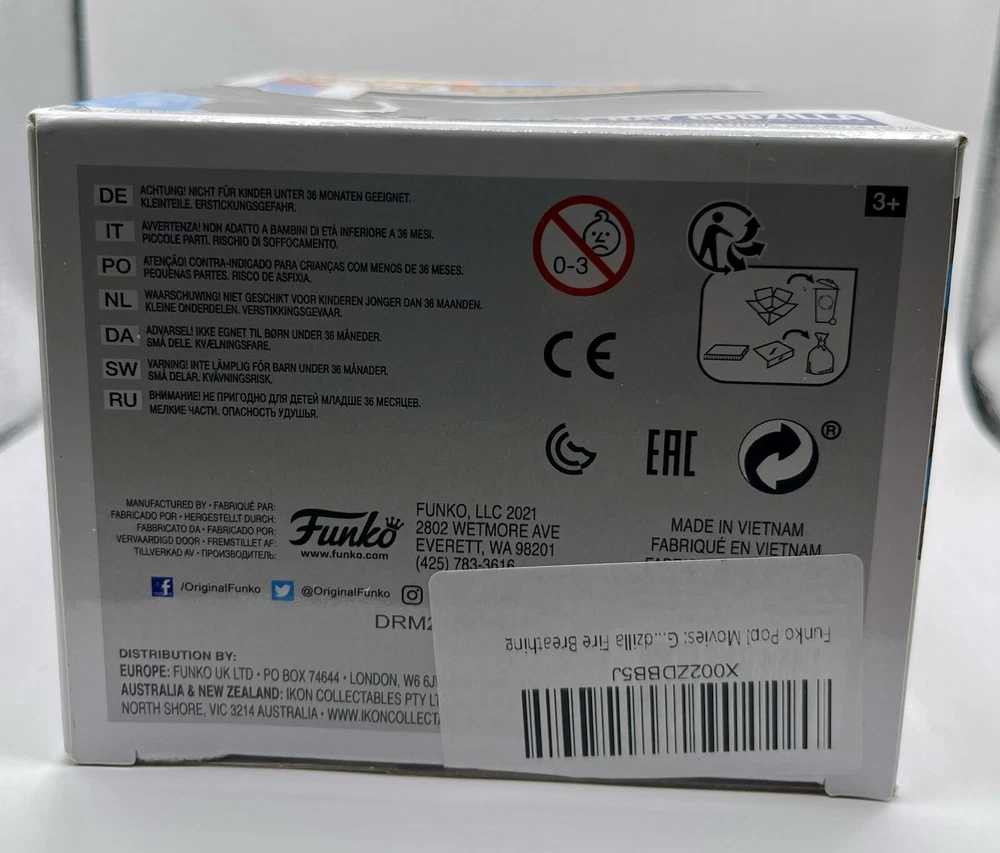 GODZILLA
3+
DE ACHTUNG! NICHT FÜR KINDER UNTER 36 MONATEN GEEIGNET.
KLEINTEILE. ERSTICKUNGSGEFAHR.
IT AVVERTENZA! NON ADATTO A BAMBINI DI ETÀ INFERIORE A 36 MESI.
PICCOLE PARTI. RISCHIO DI SOFFOCAMENTO.
PO ATENÇÃO! CONTRA-INDICADO PARA CRIANÇAS COM MENOS DE 36 MESES.
PEQUENAS PARTES. RISCO DE ASFIXIA.
NL WAARSCHUWING! NIET GESCHIKT VOOR KINDEREN JONGER DAN 36 MAANDEN.
KLEINE ONDERDELEN. VERSTIKKINGSGEVAAR.
DA ADVARSEL! IKKE EGNET TIL BØRN UNDER 36 MÅNEDER.
SMÅ DELE. KVÆLNINGSFARE.
SW VARNING! INTE LÄMPLIG FÖR BARN UNDER 36 MÅNADER.
SMÅ DELAR. KVÄVNINGSRISK.
RU ВНИМАНИЕ! НЕ ПРИГОДНО ДЛЯ ДЕТЕЙ МЛАДШЕ 36 МЕСЯЦЕВ.
МЕЛКИЕ ЧАСТИ. ОПАСНОСТЬ УДУШЬЯ.
0-3
CE
EAC
®
MANUFACTURED BY • FABRIQUÉ PAR:
FABRICADO POR • HERGESTELLT DURCH:
FABBRICATO DA • FABRICADO POR:
VERVAARDIGD DOOR • FREMSTILLET AF:
TILLVERKAD AV • ПРОИЗВОДИТЕЛЬ:
Funko
www.funko.com
FUNKO, LLC 2021
2802 WETMORE AVE
EVERETT, WA 98201
(425) 783-3616
MADE IN VIETNAM
FABRIQUÉ EN VIETNAM
/OriginalFunko @OriginalFunko
DRM2
DISTRIBUTION BY:
EUROPE: FUNKO UK LTD • PO BOX 74644 • LONDON, W6 6J
AUSTRALIA & NEW ZEALAND: IKON COLLECTABLES PTY LT
NORTH SHORE, VIC 3214 AUSTRALIA • WWW.IKONCOLLECTA
X002ZDBB5J
Funko Pop! Movies: G...dzilla Fire Breathing